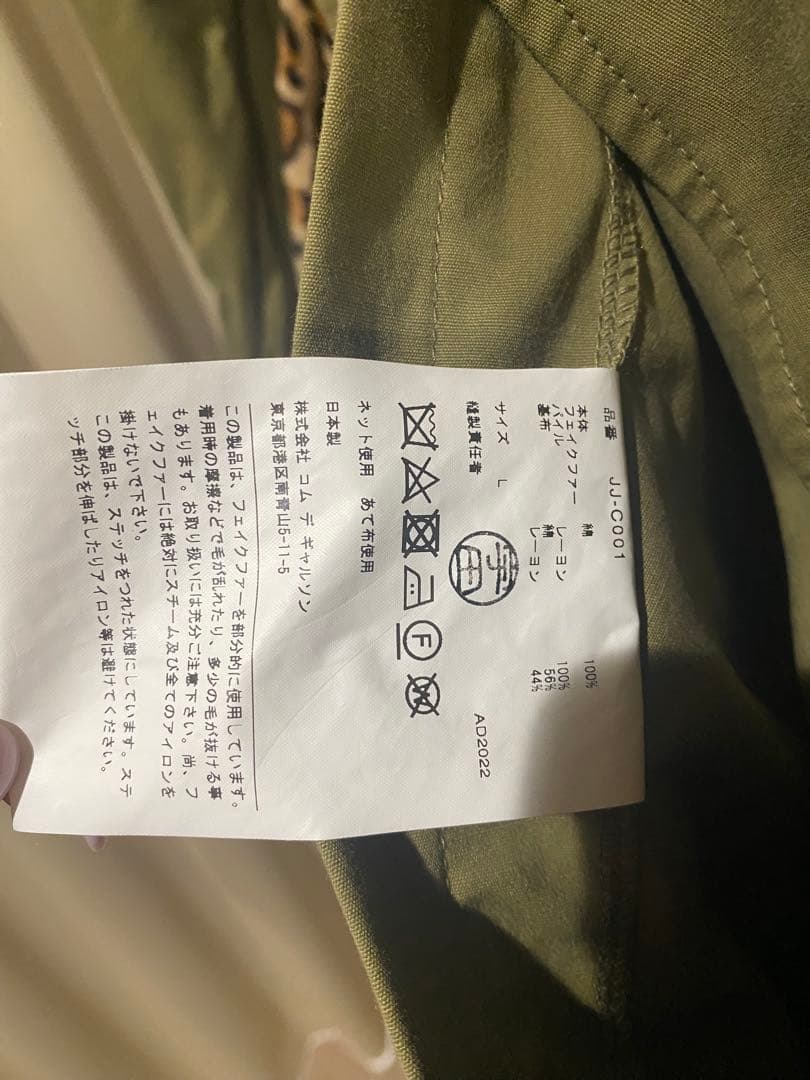 品番 JJ-C001
本体 綿 100%
フェイクファー
パイル レーヨン 100%
基布 綿 56%
レーヨン 44%
サイズ L
縫製責任者 宇田
AD2022
F
ネット使用 あて布使用
日本製
株式会社 コム デ ギャルソン
東京都港区南青山5-11-5
この製品は、フェイクファーを部分的に使用しています。
着用時の摩擦などで毛が乱れたり、多少の毛が抜ける事
もあります。お取り扱いには充分ご注意下さい。尚、フ
ェイクファーには絶対にスチーム及び全てのアイロンを
掛けないで下さい。
この製品は、ステッチをつれた状態にしています。ステ
ッチ部分を伸ばしたりアイロン等は避けてください。